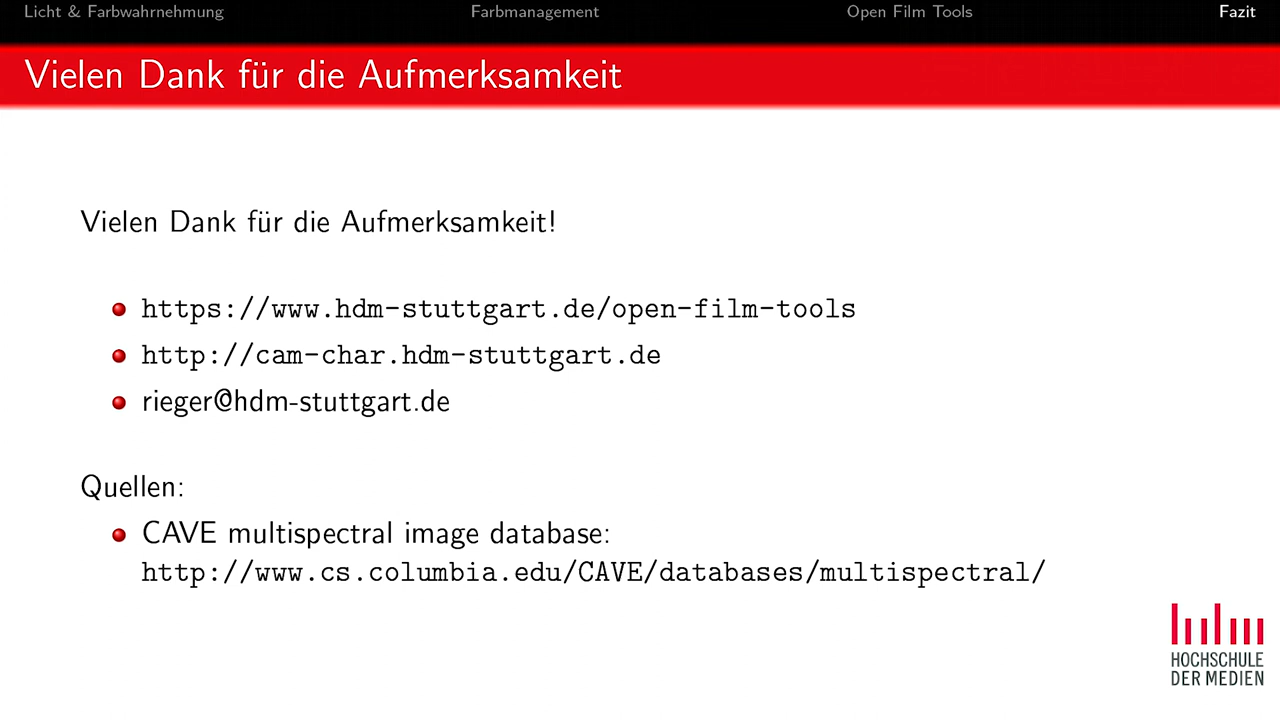 Licht & Farbwahrnehmung Farbmanagement Open Film Tools Fazit
Vielen Dank für die Aufmerksamkeit
Vielen Dank für die Aufmerksamkeit!
https://www.hdm-stuttgart.de/open-film-tools
http://cam-char.hdm-stuttgart.de
rieger@hdm-stuttgart.de
Quellen:
CAVE multispectral image database:
http://www.cs.columbia.edu/CAVE/databases/multispectral/
HOCHSCHULE
DER MEDIEN